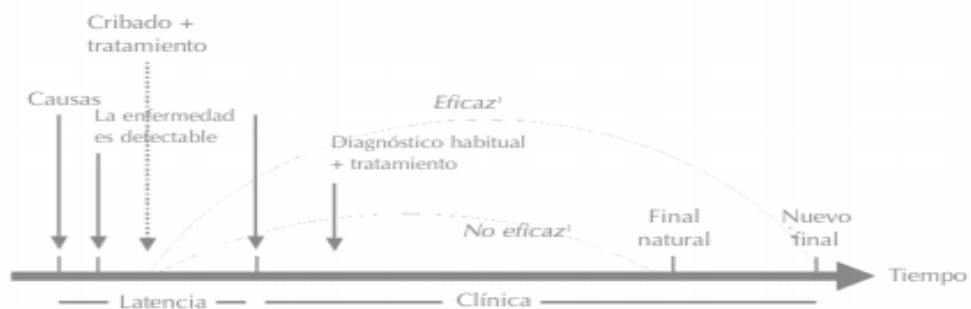 Cribado +
tratamiento
Causas
La enfermedad
es detectable
Eficaz¹
Diagnóstico habitual
+ tratamiento
No eficaz¹
Final
natural
Nuevo
final
Tiempo
Latencia
Clínica